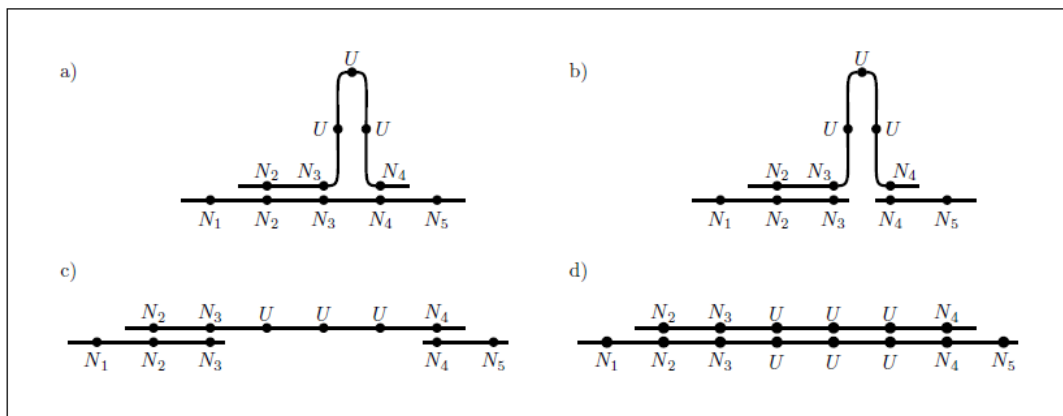 a)
U
U U
N₂ N₃ N₄
N₁ N₂ N₃ N₄ N₅
b)
U
U U
N₂ N₃ N₄
N₁ N₂ N₃ N₄ N₅
c)
N₂ N₃ U U U N₄
N₁ N₂ N₃ N₄ N₅
d)
N₂ N₃ U U U N₄
N₁ N₂ N₃ U U U N₄ N₅